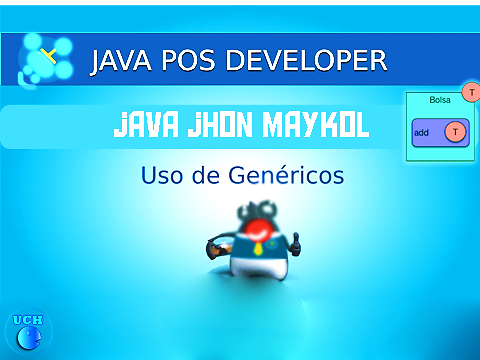 JAVA POS DEVELOPER
T
Bolsa
JAVA JHON MAYKOL
add T
Uso de Genéricos
UCH